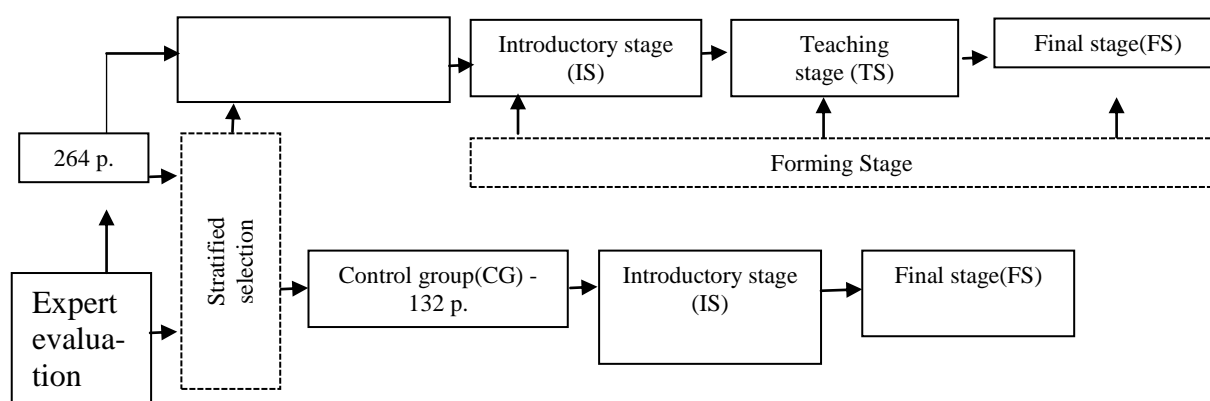 Introductory stage
(IS)
Teaching
stage (TS)
Final stage(FS)
264 p.
Forming Stage
Stratified
selection
Control group(CG) -
132 p.
Introductory stage
(IS)
Final stage(FS)
Expert
evalua-
tion